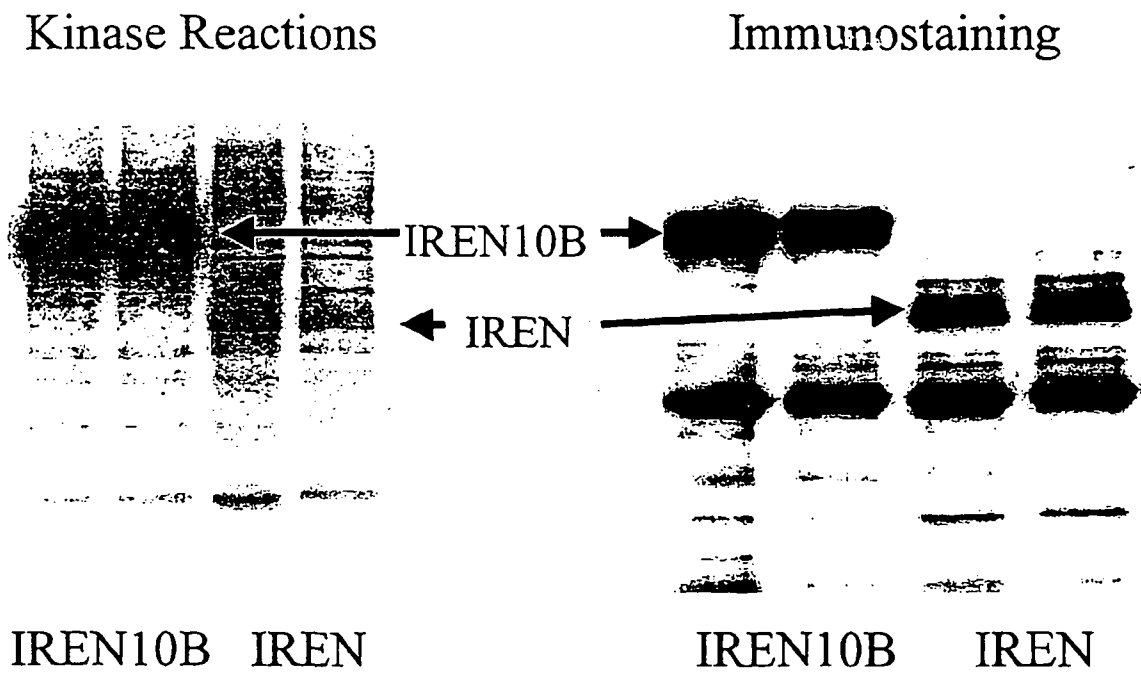 Kinase Reactions
Immunostaining
IREN10B
IREN
IREN10B IREN
IREN10B IREN